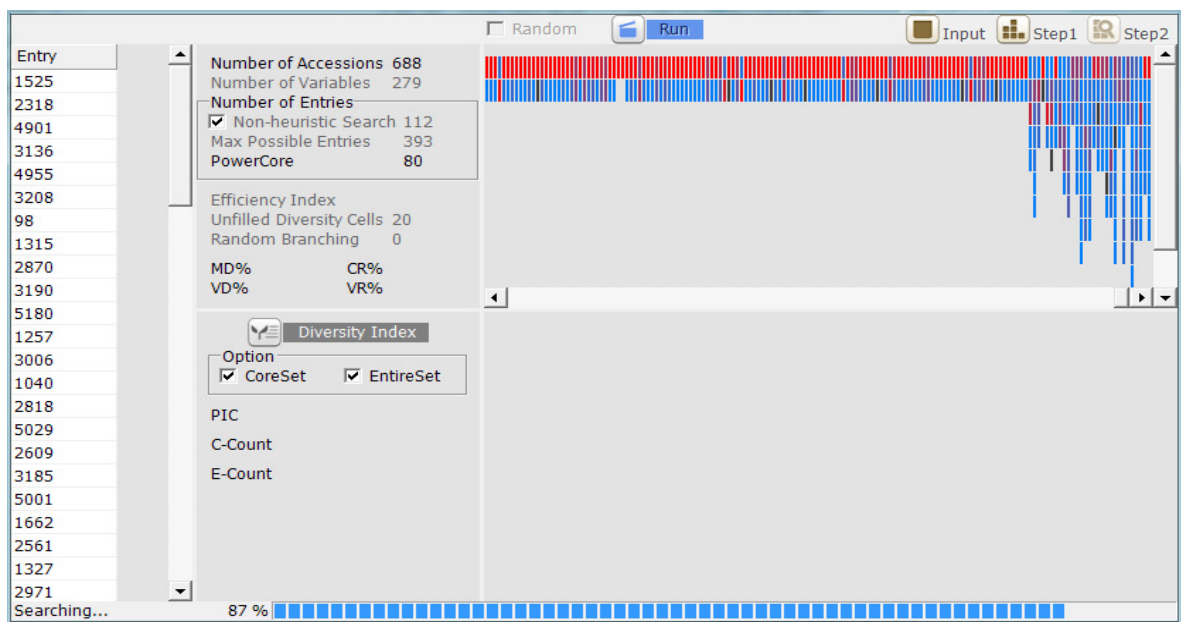 Random
Run
Input
Step1
Step2
Entry
1525
2318
4901
3136
4955
3208
98
1315
2870
3190
5180
1257
3006
1040
2818
5029
2609
3185
5001
1662
2561
1327
2971
Number of Accessions 688
Number of Variables 279
Number of Entries
Non-heuristic Search 112
Max Possible Entries 393
PowerCore 80
Efficiency Index
Unfilled Diversity Cells 20
Random Branching 0
MD% CR%
VD% VR%
Diversity Index
Option
CoreSet EntireSet
PIC
C-Count
E-Count
Searching... 87 %